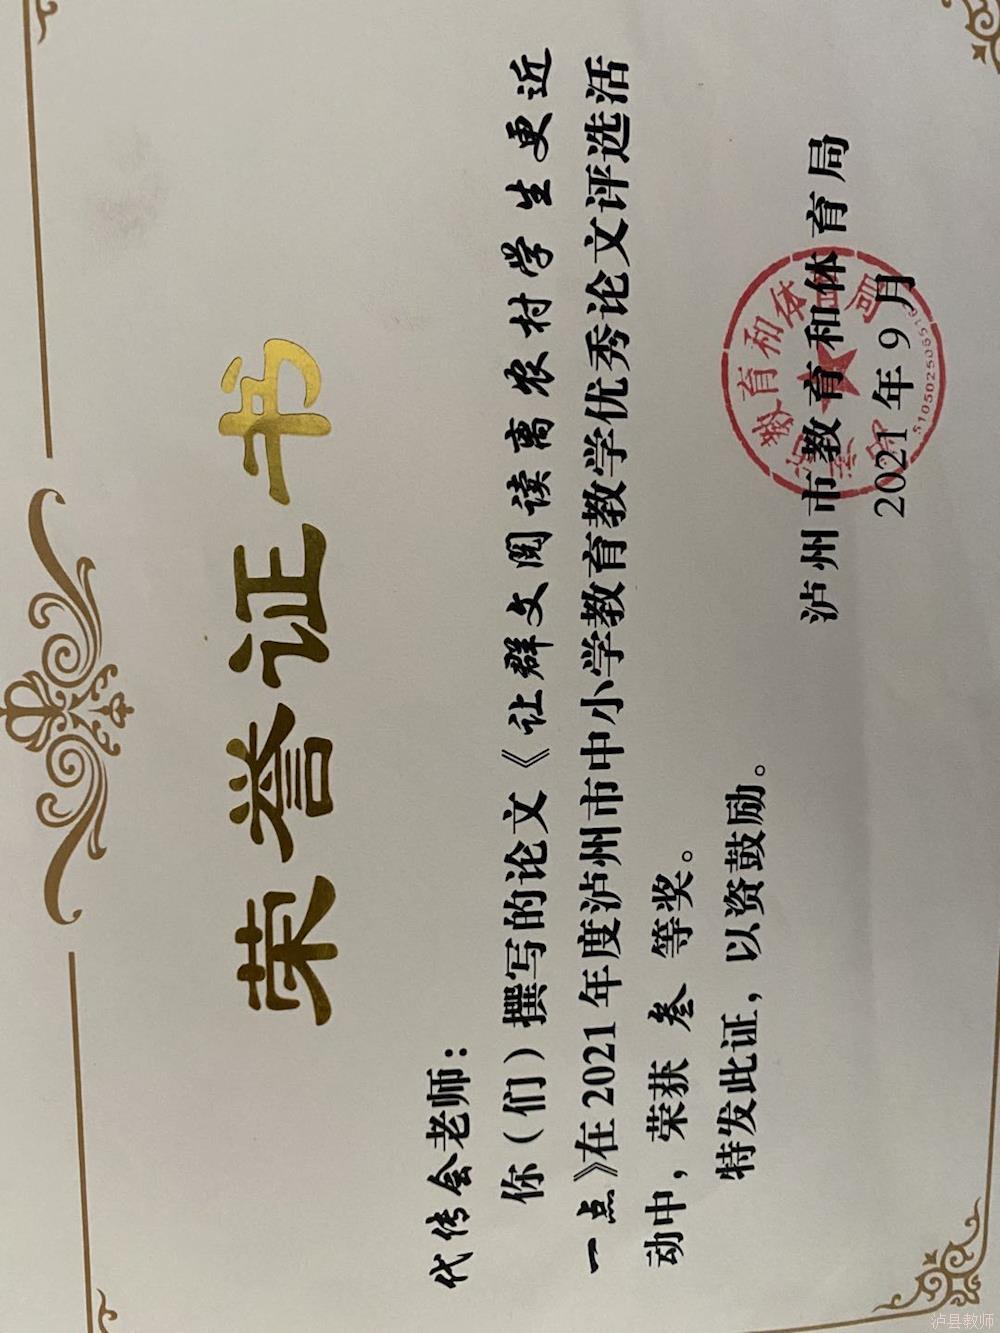 荣誉证书
代传会老师：
你（们）撰写的论文《让群文阅读离农村学生更近
一点》在2021年度泸州市中小学教育教学优秀论文评选活
动中，荣获 叁 等奖。
特发此证，以资鼓励。
泸州市教育和体育局
2021年9月
泸县教师